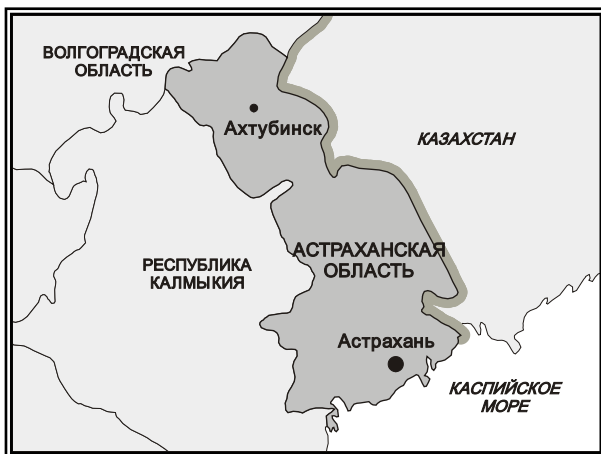 ВОЛГОГРАДСКАЯ
ОБЛАСТЬ
Ахтубинск
КАЗАХСТАН
АСТРАХАНСКАЯ
ОБЛАСТЬ
РЕСПУБЛИКА
КАЛМЫКИЯ
Астрахань
КАСПИЙСКОЕ
МОРЕ